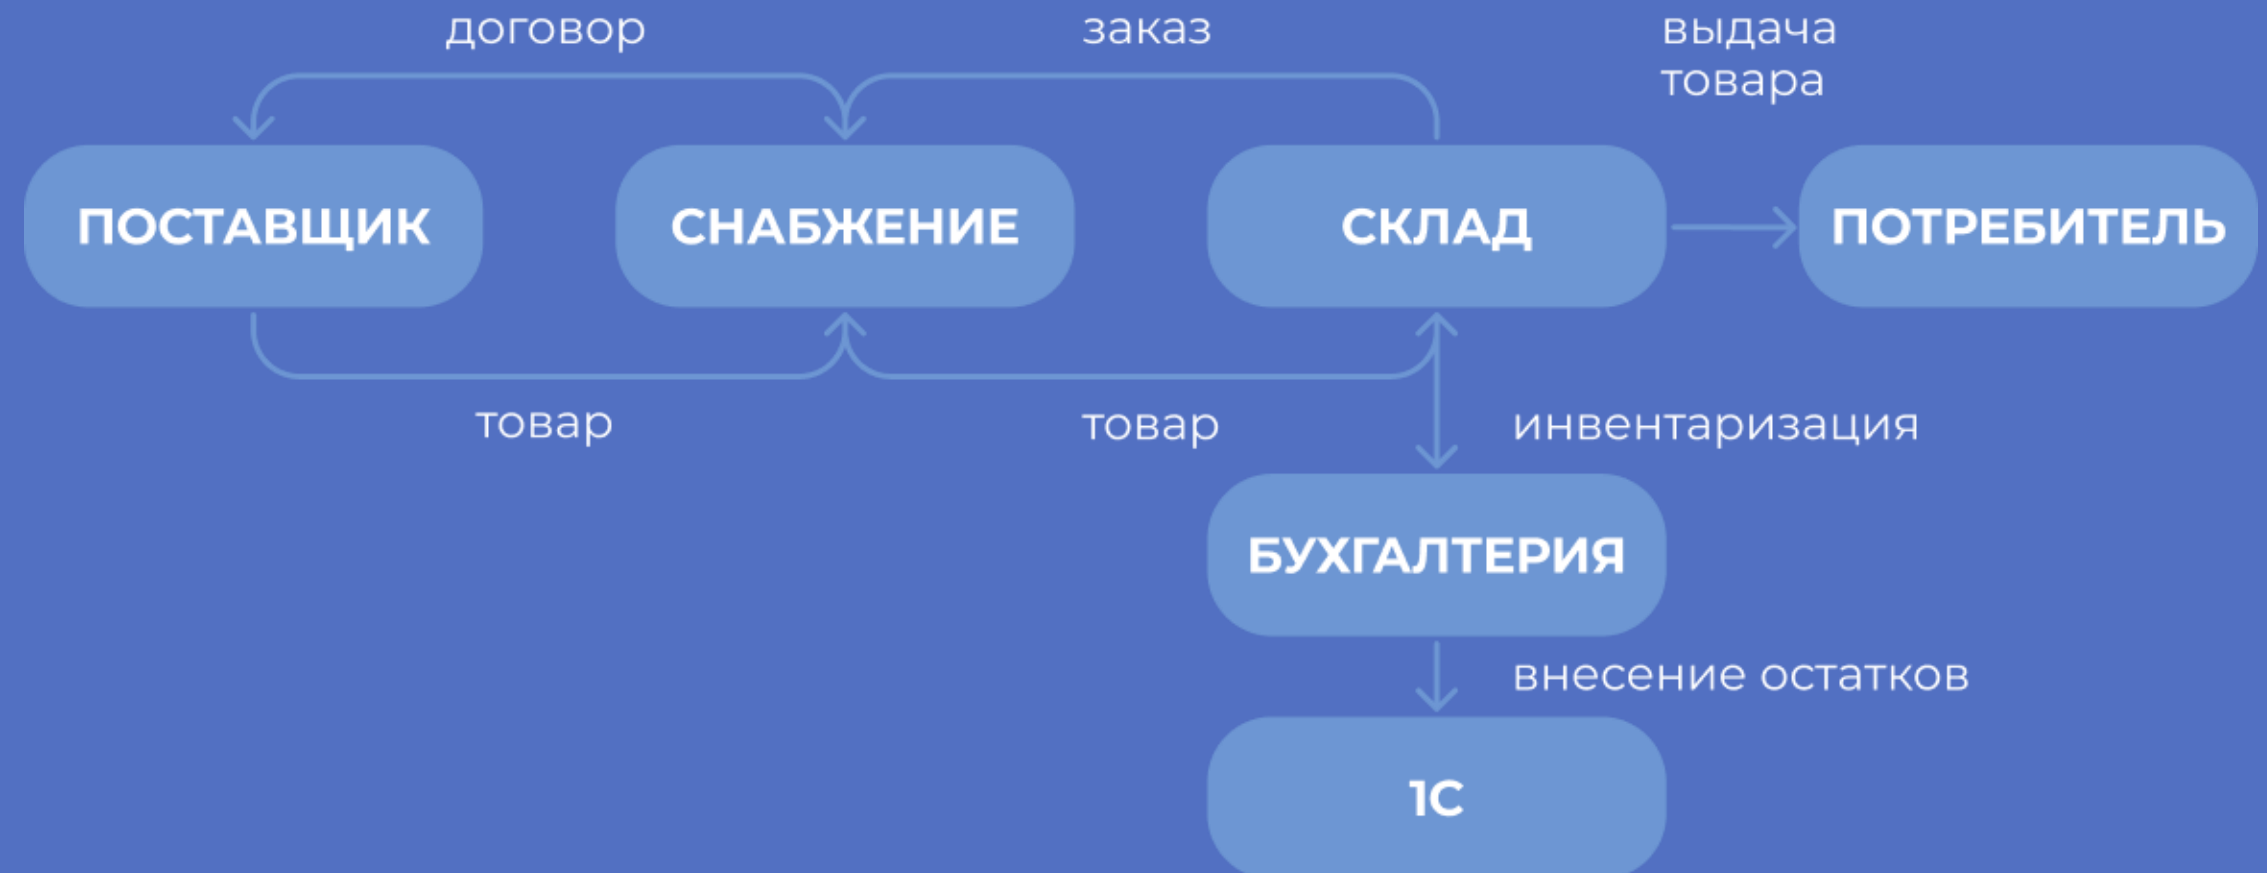 договор
заказ
выдача
товара
ПОСТАВЩИК
СНАБЖЕНИЕ
СКЛАД
ПОТРЕБИТЕЛЬ
товар
товар
инвентаризация
БУХГАЛТЕРИЯ
внесение остатков
1С